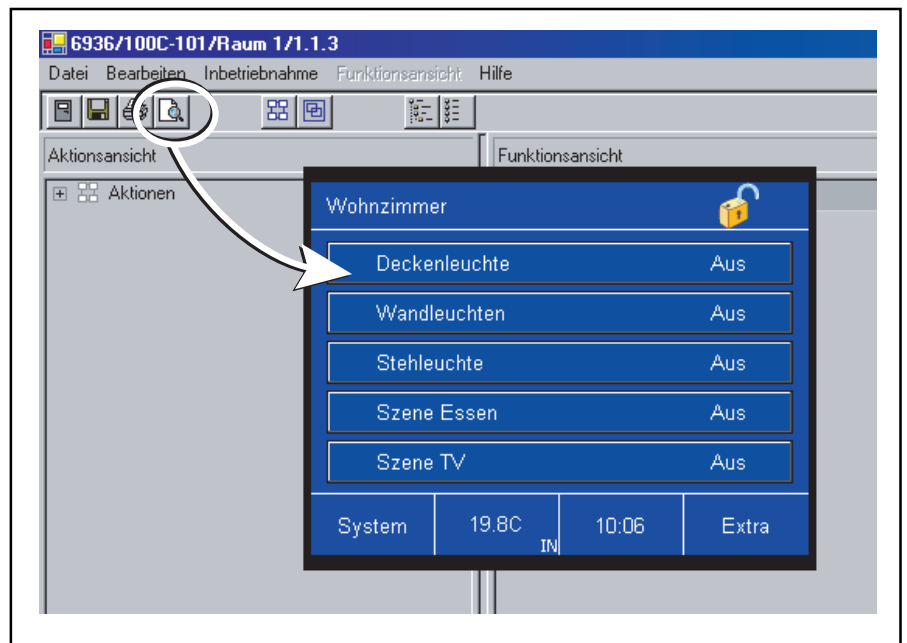 6936/100C-101/Raum 1/1.1.3
Datei Bearbeiten Inbetriebnahme Funktionsansicht Hilfe
Aktionsansicht Funktionsansicht
Aktionen
Wohnzimmer
Deckenleuchte Aus
Wandleuchten Aus
Stehleuchte Aus
Szene Essen Aus
Szene TV Aus
System 19.8C IN 10:06 Extra